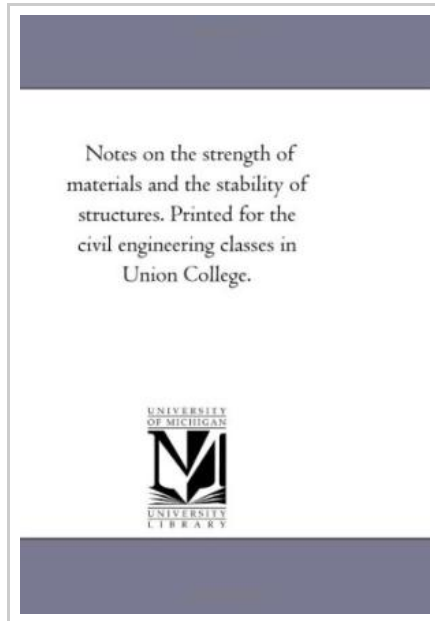 Notes on the strength of
materials and the stability of
structures. Printed for the
civil engineering classes in
Union College.
UNIVERSITY
OF MICHIGAN
UNIVERSITY
LIBRARY